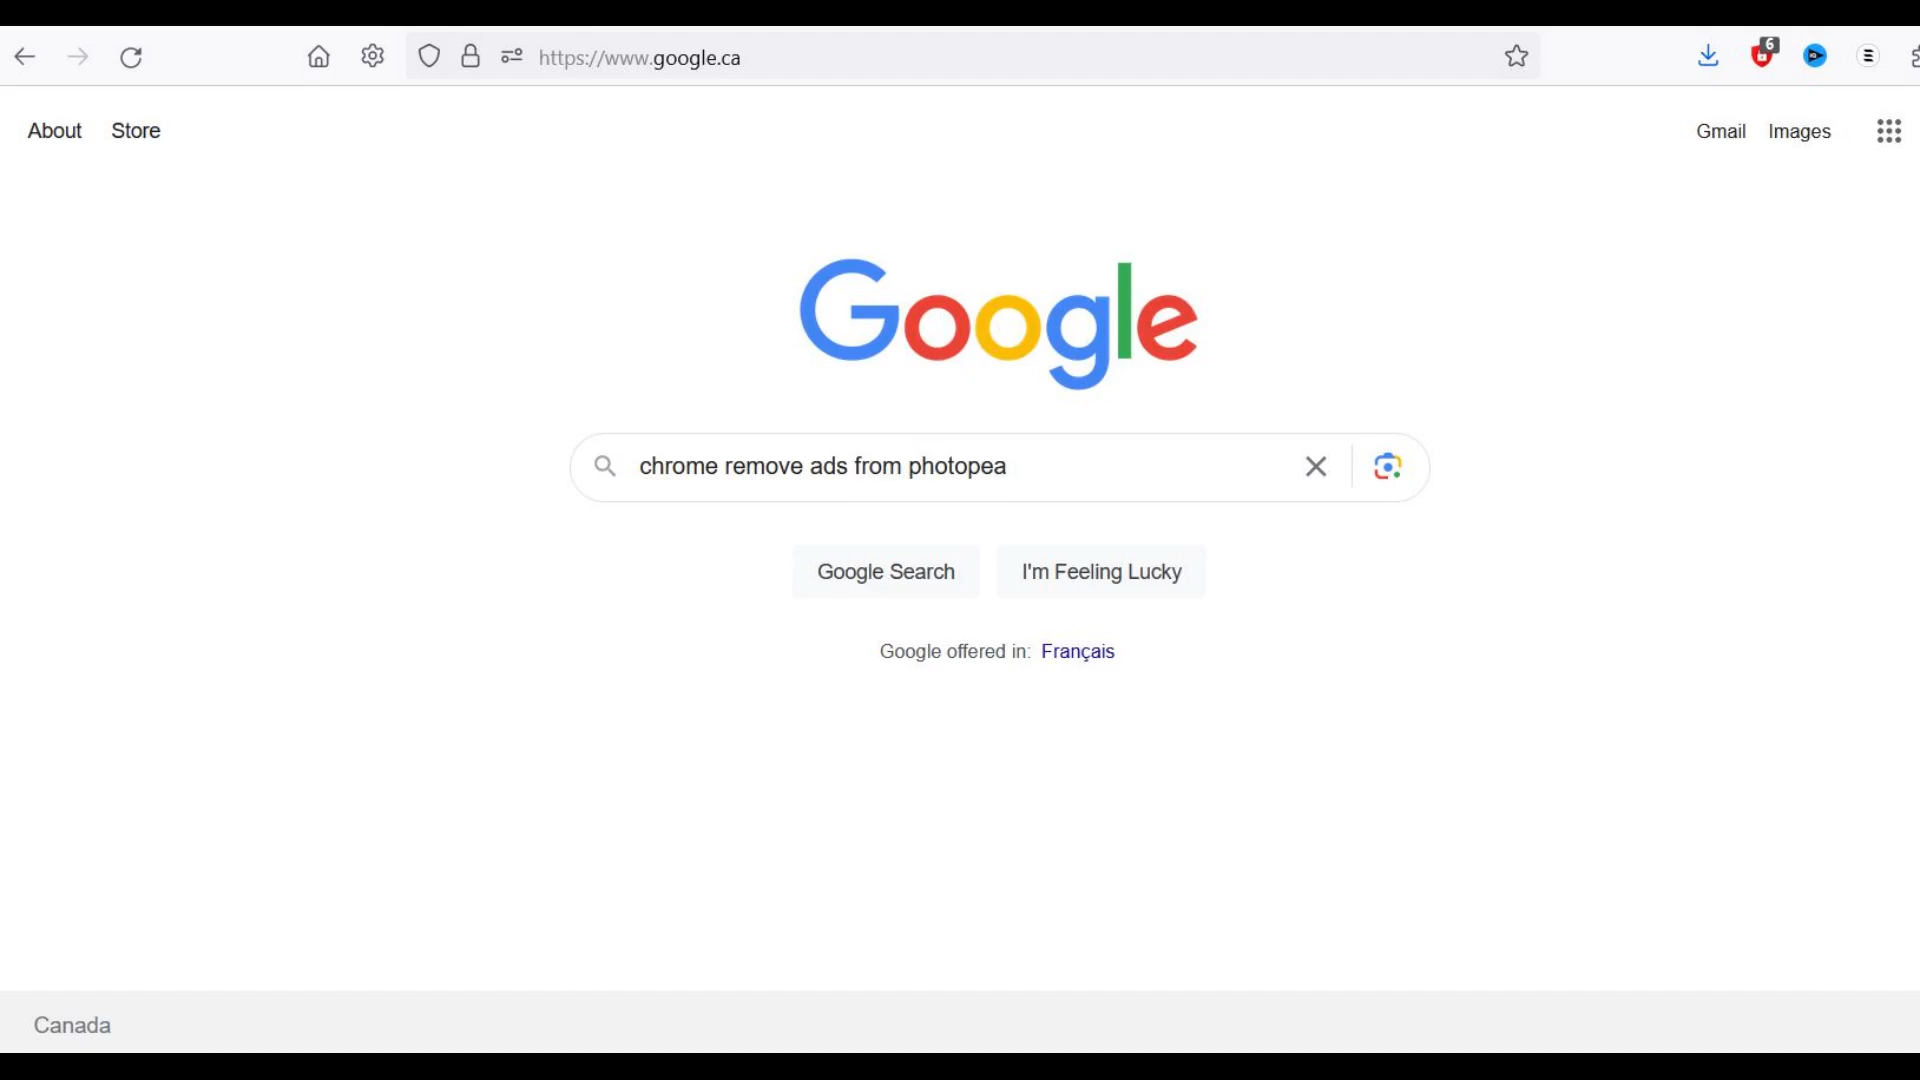 https://www.google.ca
6
About Store
Gmail Images
Google
chrome remove ads from photopea
Google Search
I'm Feeling Lucky
Google offered in: Français
Canada